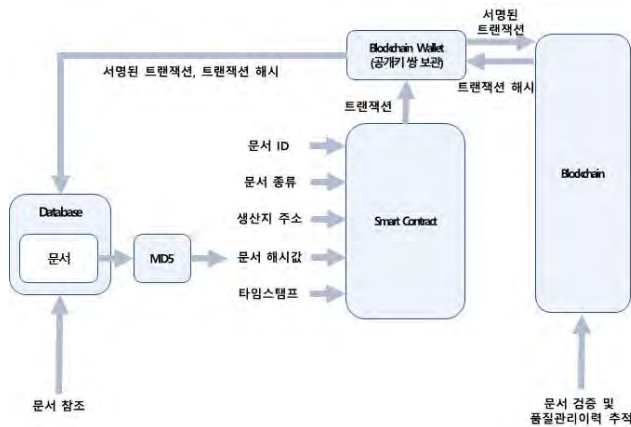 서명된
트랜잭션
Blockchain Wallet
(공개키 쌍 보관)
서명된 트랜잭션, 트랜잭션 해시
트랜잭션 해시
트랜잭션
문서 ID
문서 종류
Blockchain
Database
생산지 주소
Smart Contract
문서
MD5
문서 해시값
타임스탬프
문서 참조
문서 검증 및
품질관리이력 추적